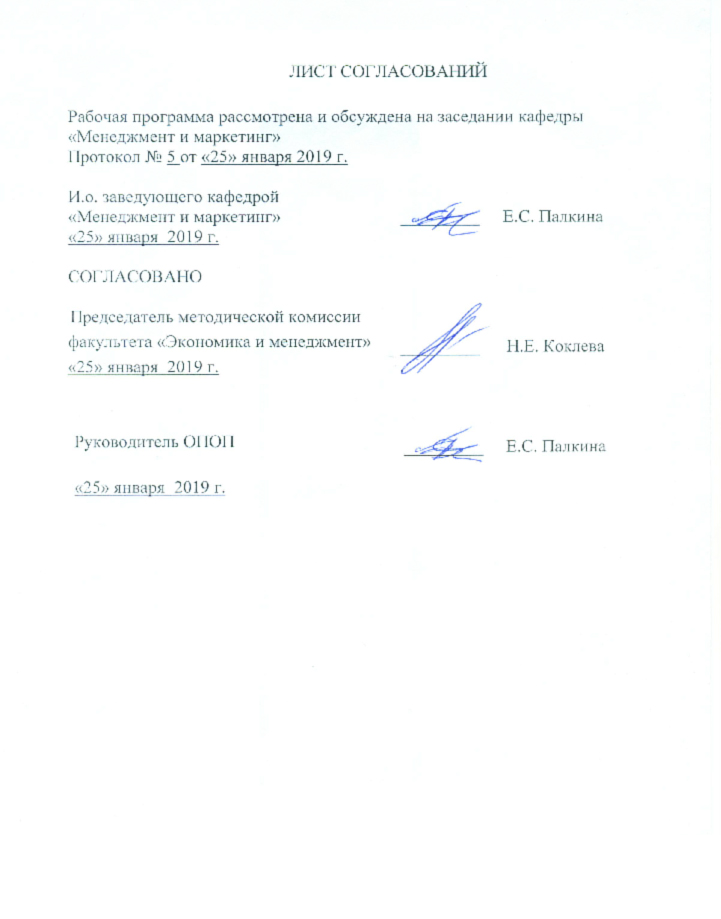 ЛИСТ СОГЛАСОВАНИЙ
Рабочая программа рассмотрена и обсуждена на заседании кафедры
«Менеджмент и маркетинг»
Протокол № 5 от «25» января 2019 г.
И.о. заведующего кафедрой
«Менеджмент и маркетинг» Е.С. Палкина
«25» января 2019 г.
СОГЛАСОВАНО
Председатель методической комиссии
факультета «Экономика и менеджмент» Н.Е. Коклева
«25» января 2019 г.
Руководитель ОПОП Е.С. Палкина
«25» января 2019 г.